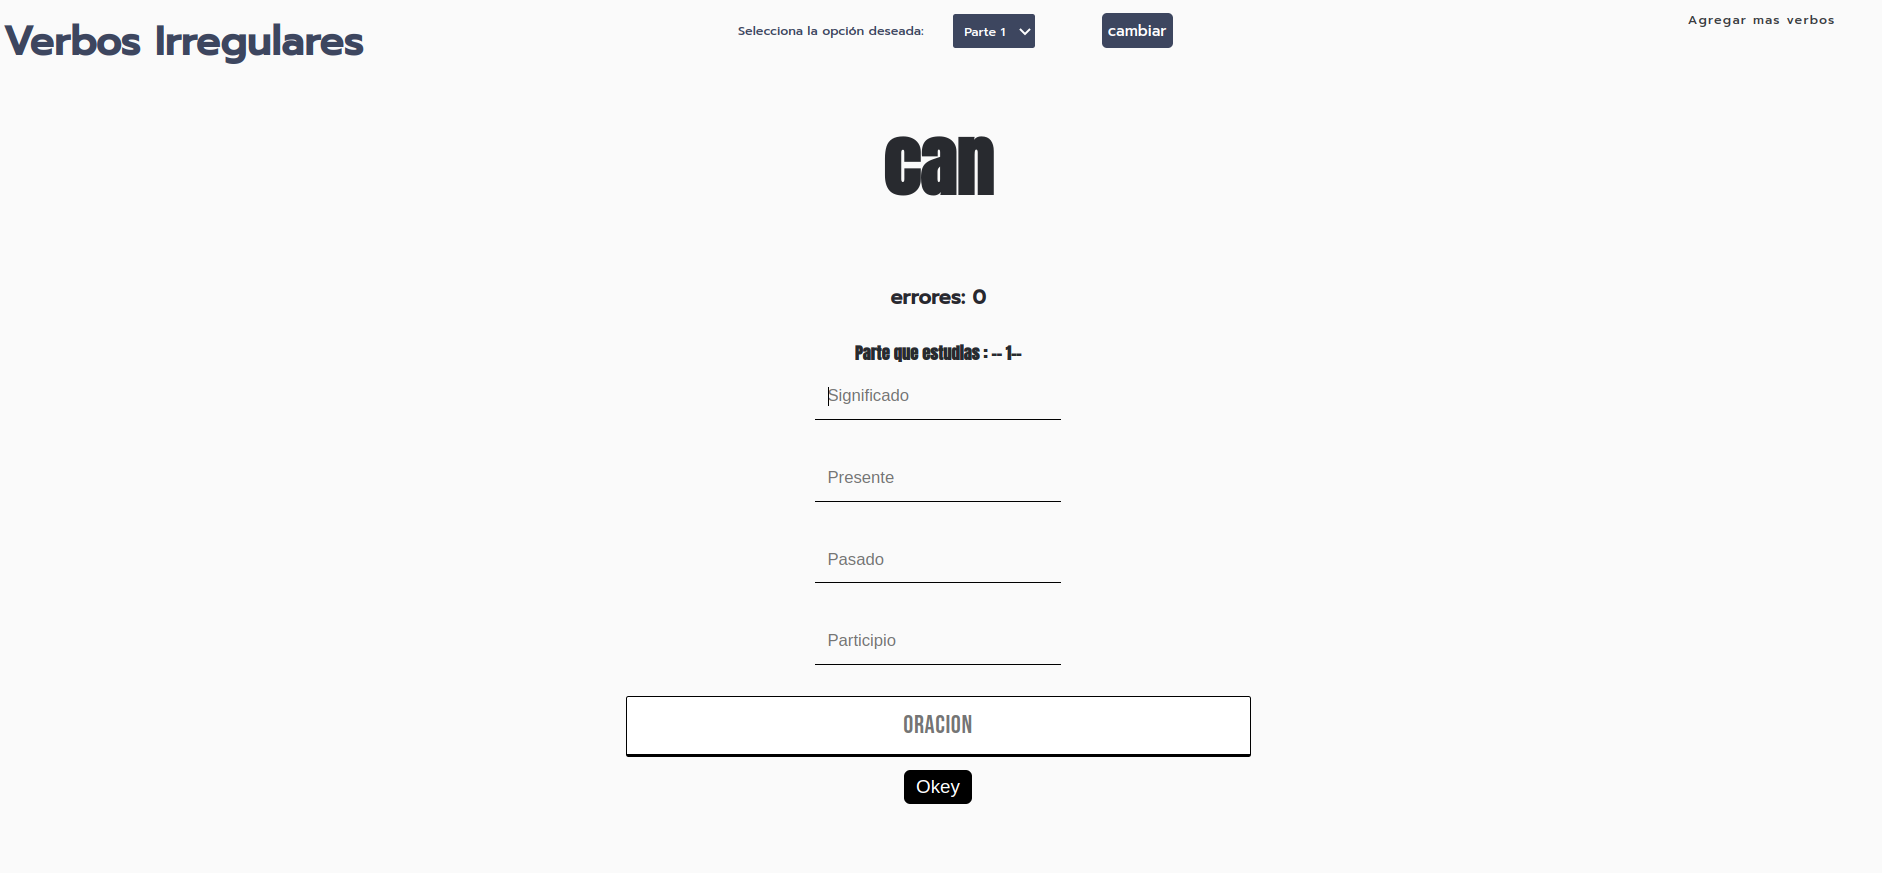 Verbos Irregulares
Selecciona la opción deseada:
Parte 1
cambiar
Agregar mas verbos
can
errores: 0
Parte que estudias : -- 1--
Significado
Presente
Pasado
Participio
ORACION
Okey